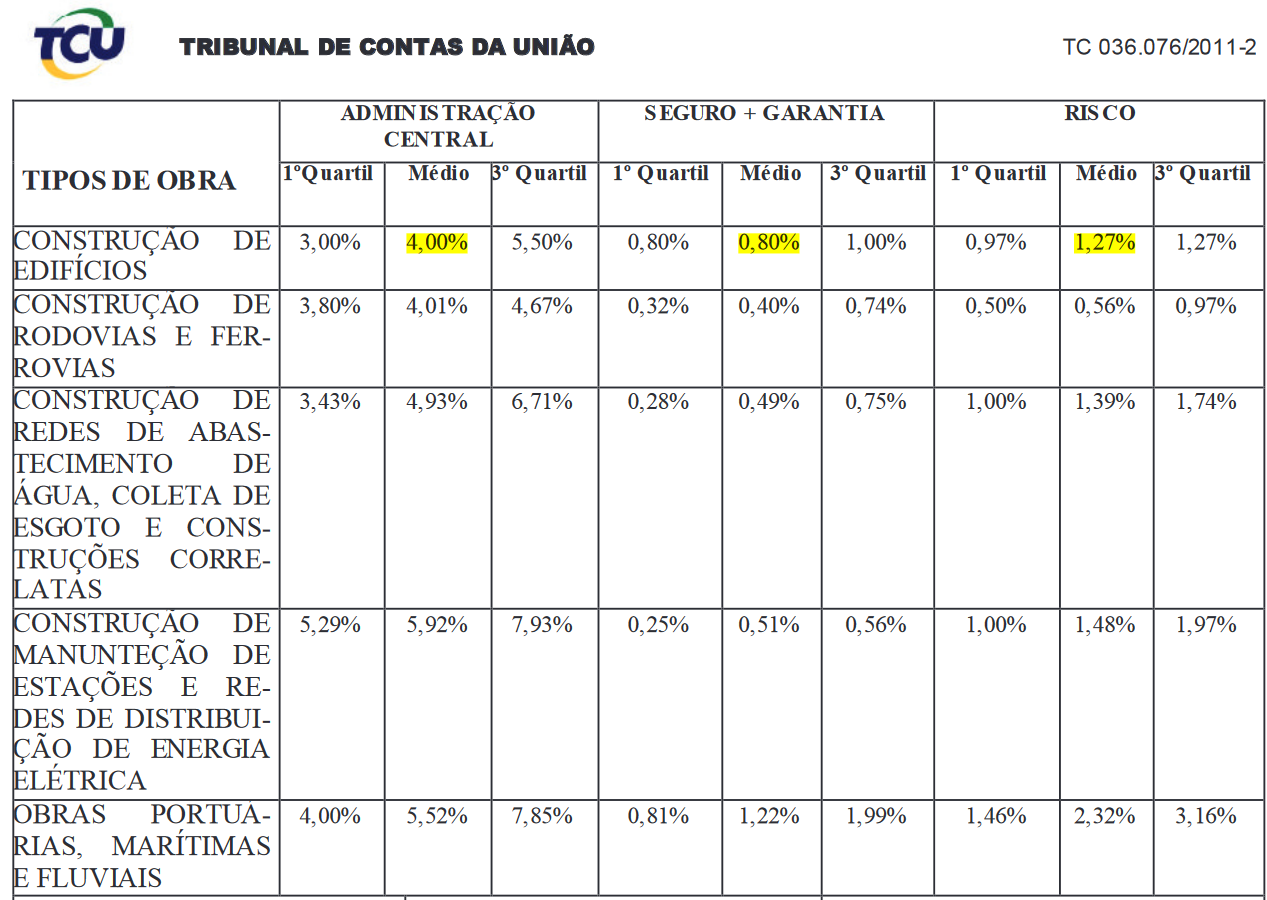 TCU
TRIBUNAL DE CONTAS DA UNIÃO
TC 036.076/2011-2
TIPOS DE OBRA
ADMINISTRAÇÃO
CENTRAL
SEGURO + GARANTIA
RISCO
1ºQuartil Médio 3º Quartil 1º Quartil Médio 3º Quartil 1º Quartil Médio 3º Quartil
CONSTRUÇÃO DE
EDIFÍCIOS
3,00% 4,00% 5,50% 0,80% 0,80% 1,00% 0,97% 1,27% 1,27%
CONSTRUÇÃO DE
RODOVIAS E FER-
ROVIAS
3,80% 4,01% 4,67% 0,32% 0,40% 0,74% 0,50% 0,56% 0,97%
CONSTRUÇÃO DE
REDES DE ABAS-
TECIMENTO DE
ÁGUA, COLETA DE
ESGOTO E CONS-
TRUÇÕES CORRE-
LATAS
3,43% 4,93% 6,71% 0,28% 0,49% 0,75% 1,00% 1,39% 1,74%
CONSTRUÇÃO DE
MANUNTEÇÃO DE
ESTAÇÕES E RE-
DES DE DISTRIBUI-
ÇÃO DE ENERGIA
ELÉTRICA
5,29% 5,92% 7,93% 0,25% 0,51% 0,56% 1,00% 1,48% 1,97%
OBRAS PORTUÁ-
RIAS, MARÍTIMAS
E FLUVIAIS
4,00% 5,52% 7,85% 0,81% 1,22% 1,99% 1,46% 2,32% 3,16%